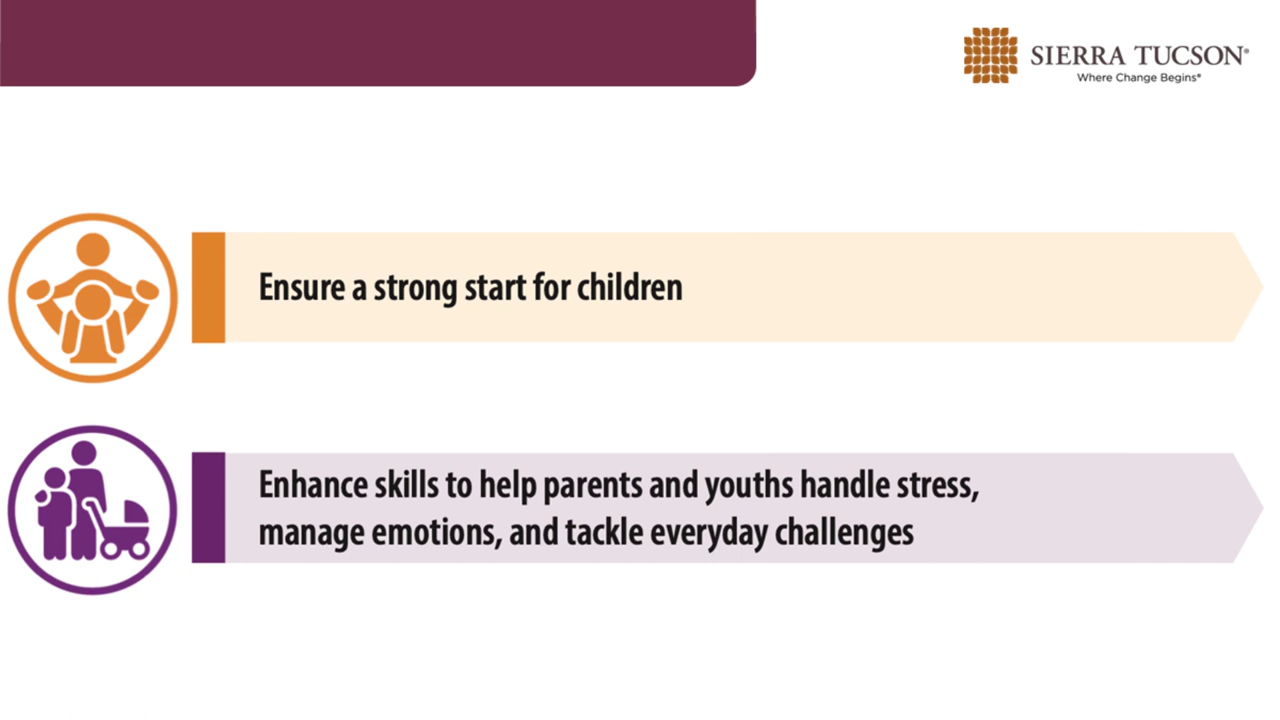 SIERRA TUCSON®
Where Change Begins®
Ensure a strong start for children
Enhance skills to help parents and youths handle stress,
manage emotions, and tackle everyday challenges